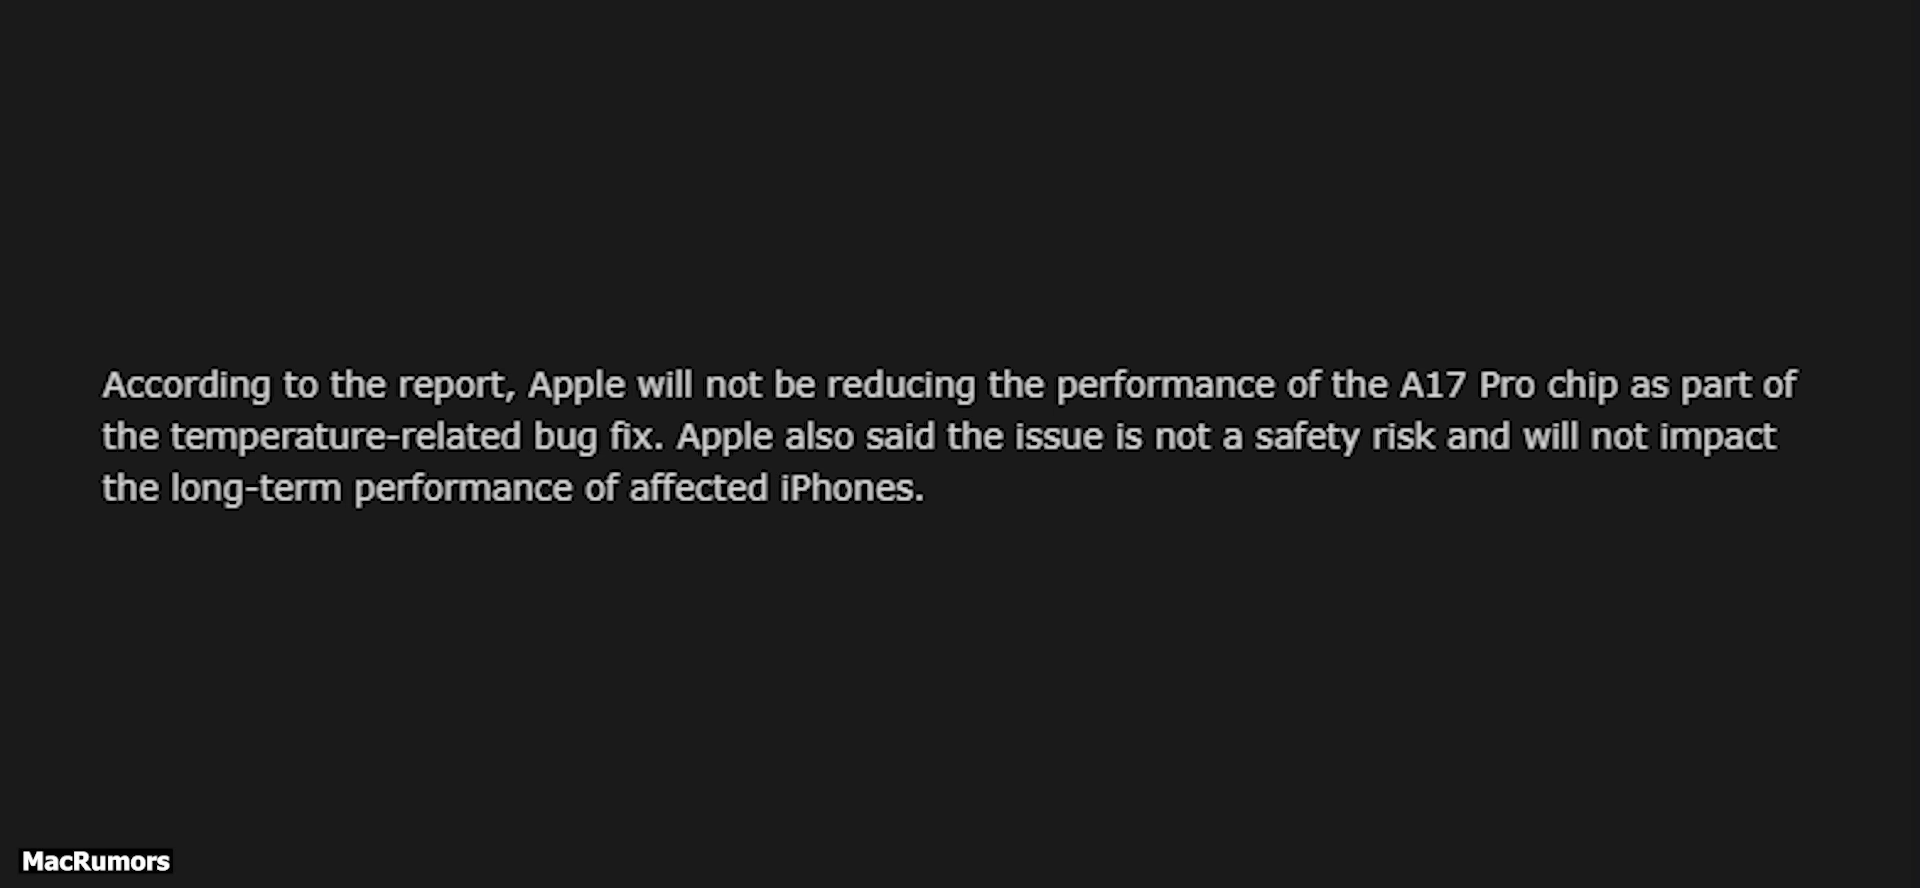 According to the report, Apple will not be reducing the performance of the A17 Pro chip as part of
the temperature-related bug fix. Apple also said the issue is not a safety risk and will not impact
the long-term performance of affected iPhones.
MacRumors